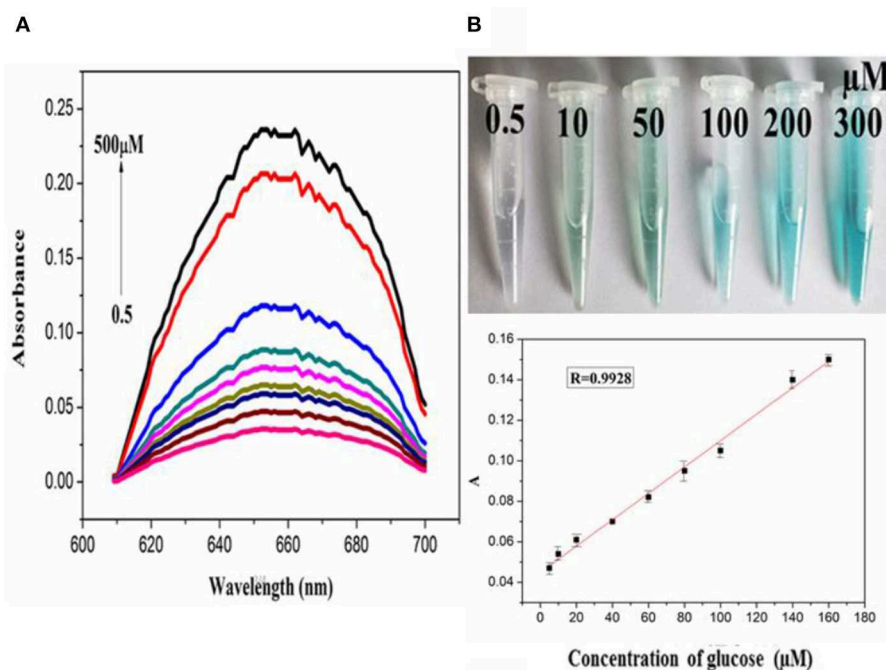 A
B
0.25
0.20
0.15
0.10
0.05
0.00
500μM
0.5
Absorbance
600 620 640 660 680 700
Wavelength (nm)
μM
0.5 10 50 100 200 300
0.16
0.14
0.12
0.10
0.08
0.06
0.04
A
R=0.9928
0 20 40 60 80 100 120 140 160 180
Concentration of glucose (μM)